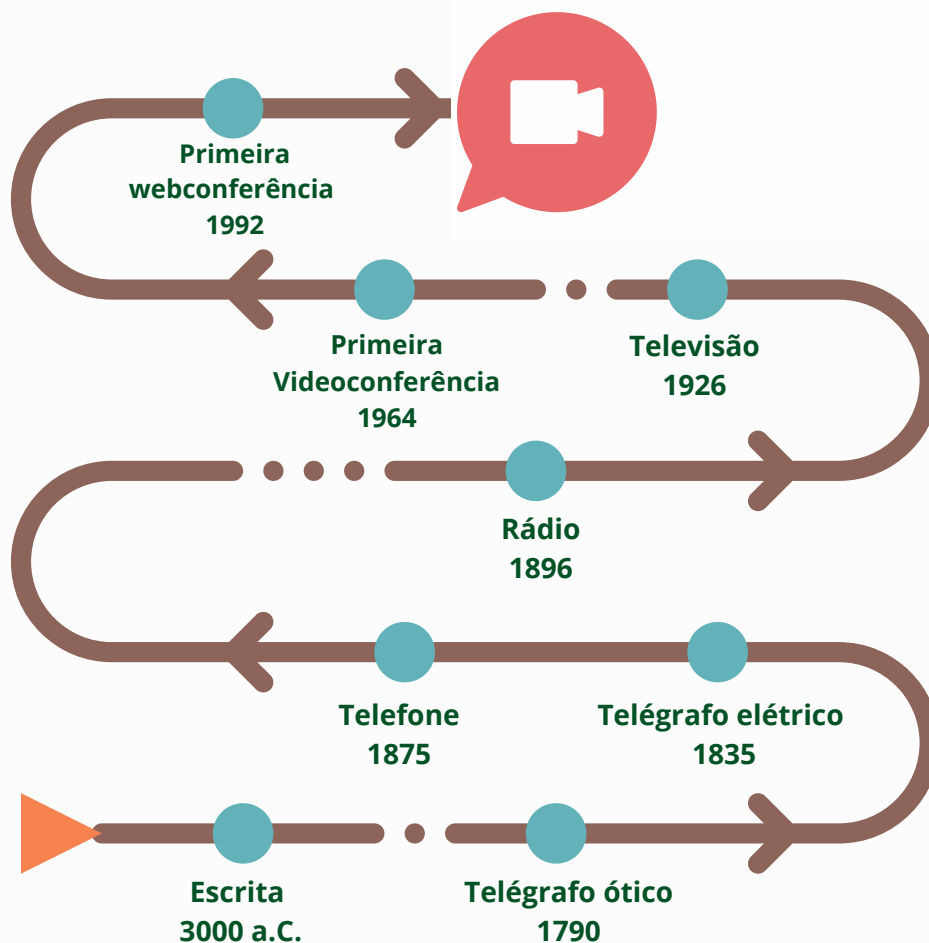 Primeira
webconferência
1992
Primeira
Videoconferência
1964
Televisão
1926
Rádio
1896
Telefone
1875
Telégrafo elétrico
1835
Escrita
3000 a.C.
Telégrafo ótico
1790